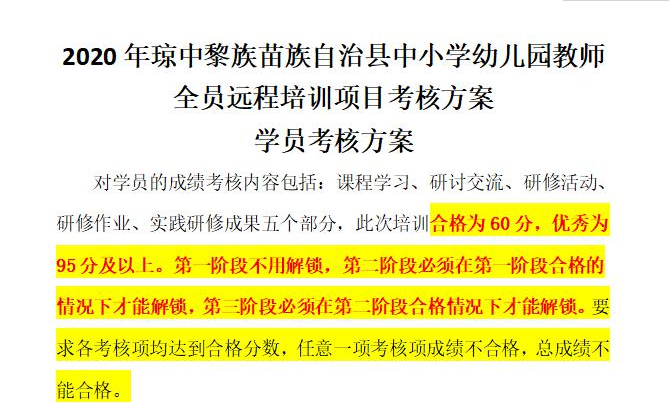 2020 年琼中黎族苗族自治县中小学幼儿园教师
全员远程培训项目考核方案
学员考核方案
对学员的成绩考核内容包括：课程学习、研讨交流、研修活动、
研修作业、实践研修成果五个部分，此次培训合格为 60 分，优秀为
95 分及以上。第一阶段不用解锁，第二阶段必须在第一阶段合格的
情况下才能解锁，第三阶段必须在第二阶段合格情况下才能解锁。要
求各考核项均达到合格分数，任意一项考核项成绩不合格，总成绩不
能合格。